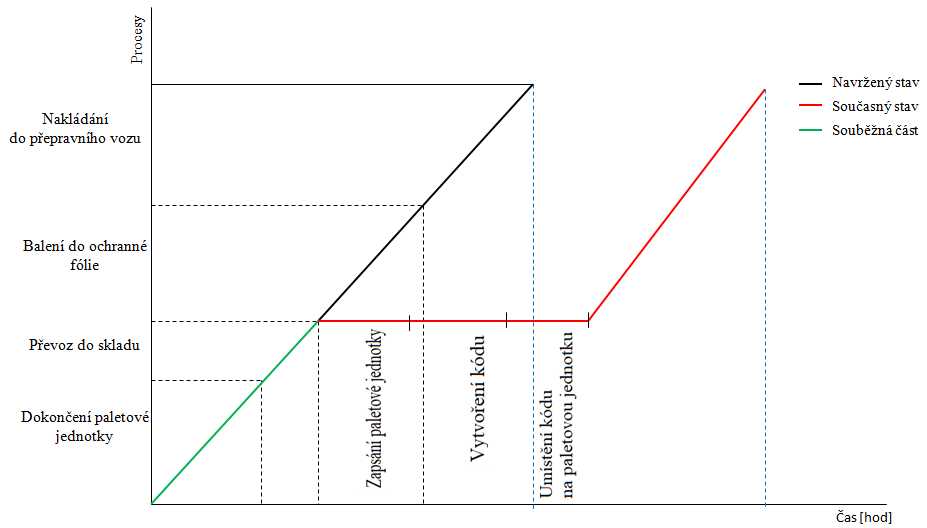 Procesy
Nakládání
do přepravního vozu
Balení do ochranné
fólie
Převoz do skladu
Dokončení paletové
jednotky
Zapsání paletové jednotky
Vytvoření kódu
Umístění kódu
na paletovou jednotku
Navržený stav
Současný stav
Souběžná část
Čas [hod]